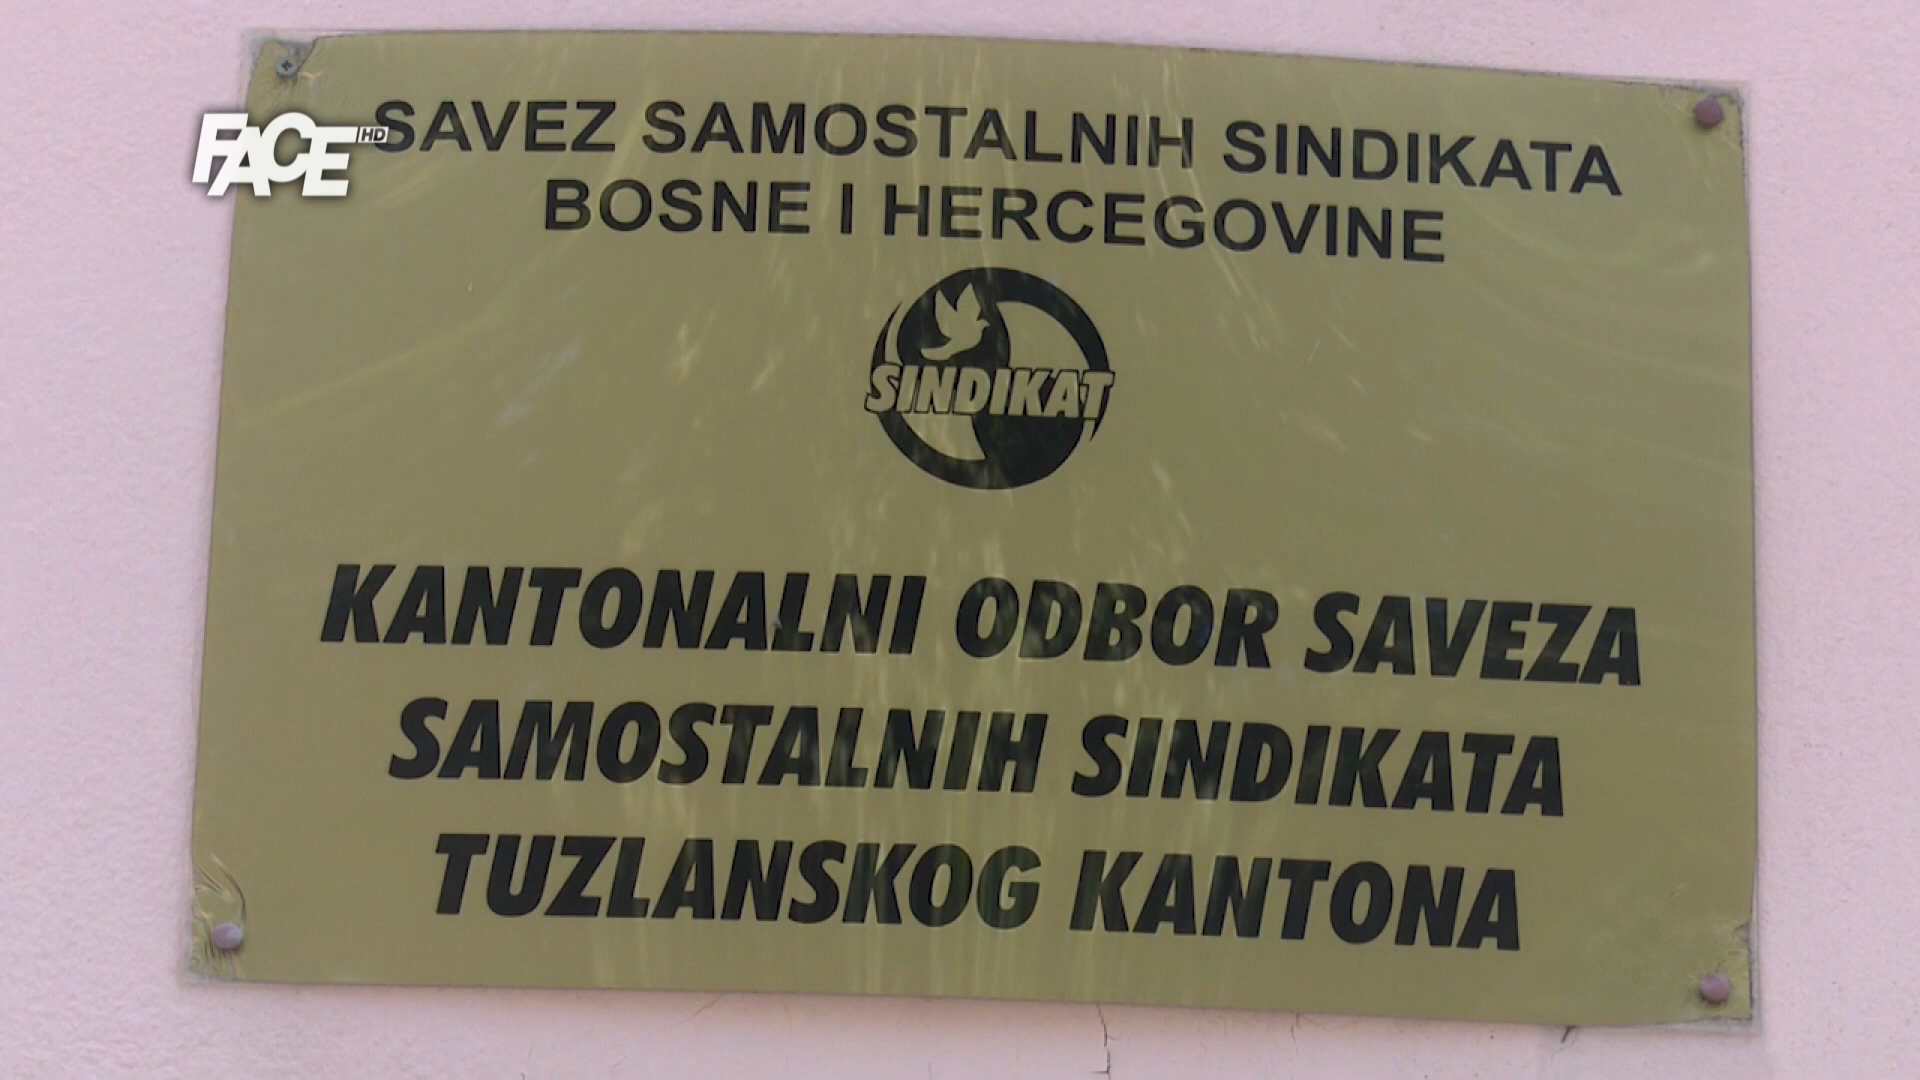 FACE HD
SAVEZ SAMOSTALNIH SINDIKATA
BOSNE I HERCEGOVINE
SINDIKAT
KANTONALNI ODBOR SAVEZA
SAMOSTALNIH SINDIKATA
TUZLANSKOG KANTONA